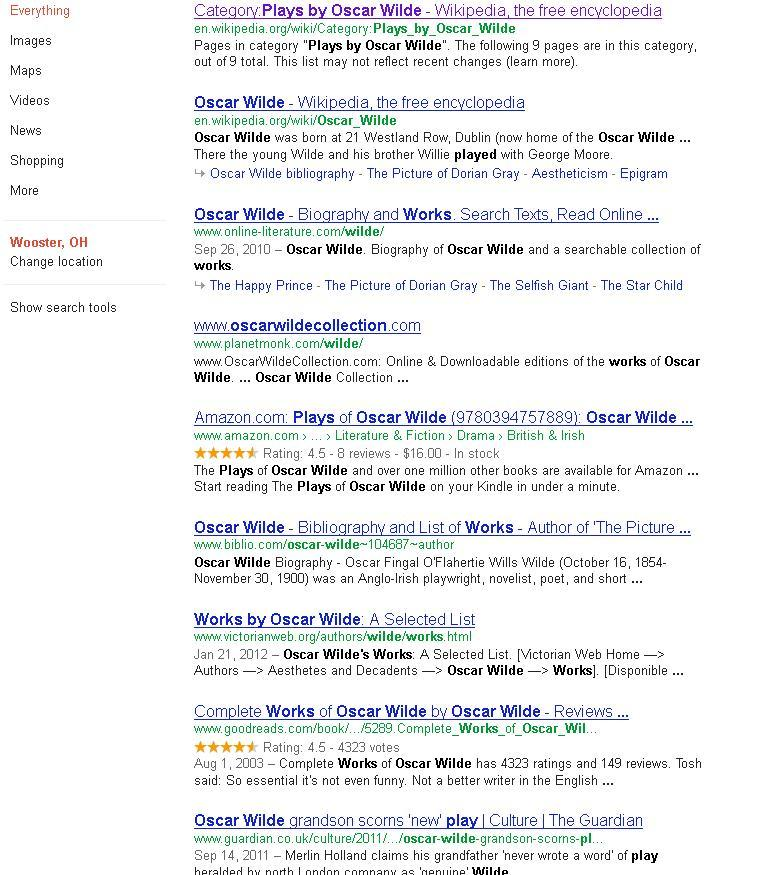 Everything
Images
Maps
Videos
News
Shopping
More
Wooster, OH
Change location
Show search tools
Category:Plays by Oscar Wilde - Wikipedia, the free encyclopedia
en.wikipedia.org/wiki/Category:Plays_by_Oscar_Wilde
Pages in category "Plays by Oscar Wilde". The following 9 pages are in this category,
out of 9 total. This list may not reflect recent changes (learn more).
Oscar Wilde - Wikipedia, the free encyclopedia
en.wikipedia.org/wiki/Oscar_Wilde
Oscar Wilde was born at 21 Westland Row, Dublin (now home of the Oscar Wilde ...
There the young Wilde and his brother Willie played with George Moore.
↳ Oscar Wilde bibliography - The Picture of Dorian Gray - Aestheticism - Epigram
Oscar Wilde - Biography and Works. Search Texts, Read Online ...
www.online-literature.com/wilde/
Sep 26, 2010 – Oscar Wilde. Biography of Oscar Wilde and a searchable collection of
works.
↳ The Happy Prince - The Picture of Dorian Gray - The Selfish Giant - The Star Child
www.oscarwildecollection.com
www.planetmonk.com/wilde/
www.OscarWildeCollection.com: Online & Downloadable editions of the works of Oscar
Wilde. ... Oscar Wilde Collection ...
Amazon.com: Plays of Oscar Wilde (9780394757889): Oscar Wilde ...
www.amazon.com › ... › Literature & Fiction › Drama › British & Irish
Rating: 4.5 - 8 reviews - $16.00 - In stock
The Plays of Oscar Wilde and over one million other books are available for Amazon ...
Start reading The Plays of Oscar Wilde on your Kindle in under a minute.
Oscar Wilde - Bibliography and List of Works - Author of 'The Picture ...
www.biblio.com/oscar-wilde~104687~author
Oscar Wilde Biography - Oscar Fingal O'Flahertie Wills Wilde (October 16, 1854-
November 30, 1900) was an Anglo-Irish playwright, novelist, poet, and short ...
Works by Oscar Wilde: A Selected List
www.victorianweb.org/authors/wilde/works.html
Jan 21, 2012 – Oscar Wilde's Works: A Selected List. [Victorian Web Home —>
Authors —> Aesthetes and Decadents —> Oscar Wilde —> Works]. [Disponible ...
Complete Works of Oscar Wilde by Oscar Wilde - Reviews ...
www.goodreads.com/book/.../5289.Complete_Works_of_Oscar_Wil...
Rating: 4.5 - 4323 votes
Aug 1, 2003 – Complete Works of Oscar Wilde has 4323 ratings and 149 reviews. Tosh
said: So essential it's not even funny. Not a better writer in the English ...
Oscar Wilde grandson scorns 'new' play | Culture | The Guardian
www.guardian.co.uk/culture/2011/.../oscar-wilde-grandson-scorns-pl...
Sep 14, 2011 – Merlin Holland claims his grandfather 'never wrote a word' of play
heralded by north London company as 'genuine' Wilde